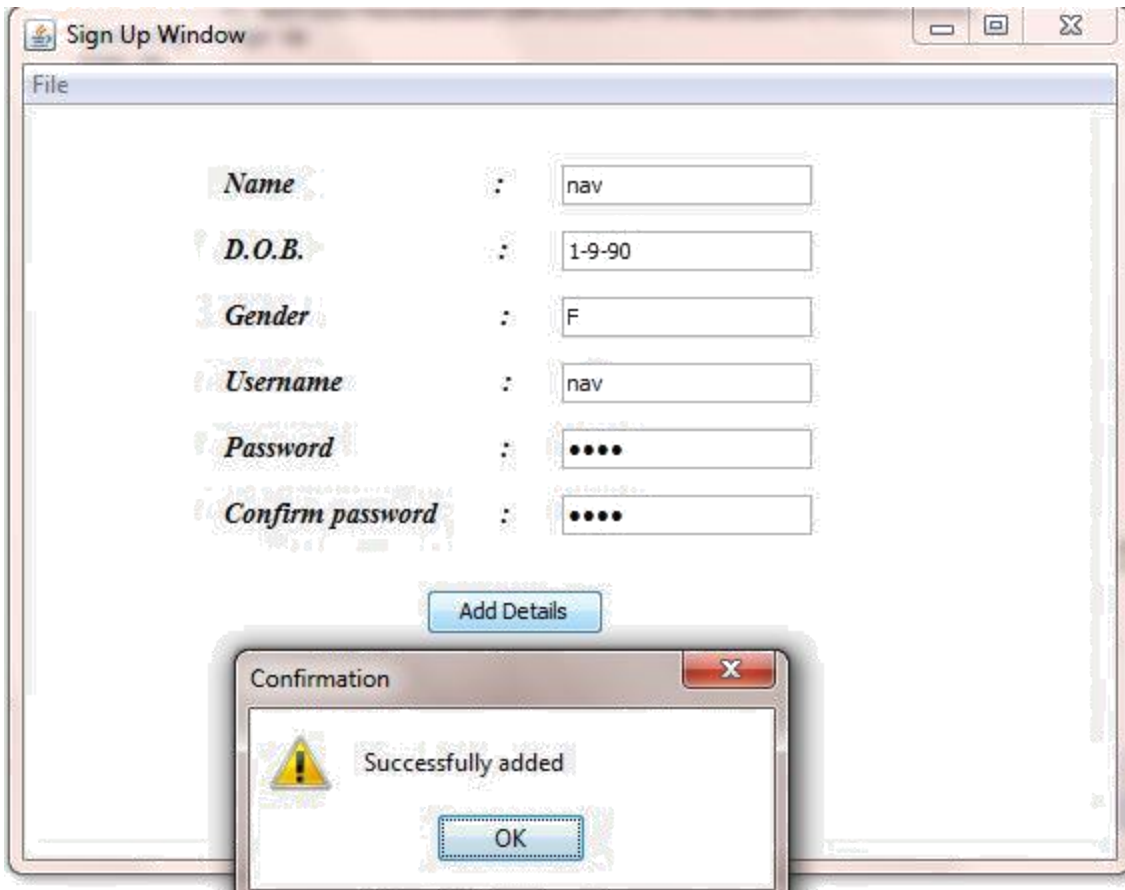 Sign Up Window
File
Name : nav
D.O.B. : 1-9-90
Gender : F
Username : nav
Password : ••••
Confirm password : ••••
Add Details
Confirmation
Successfully added
OK